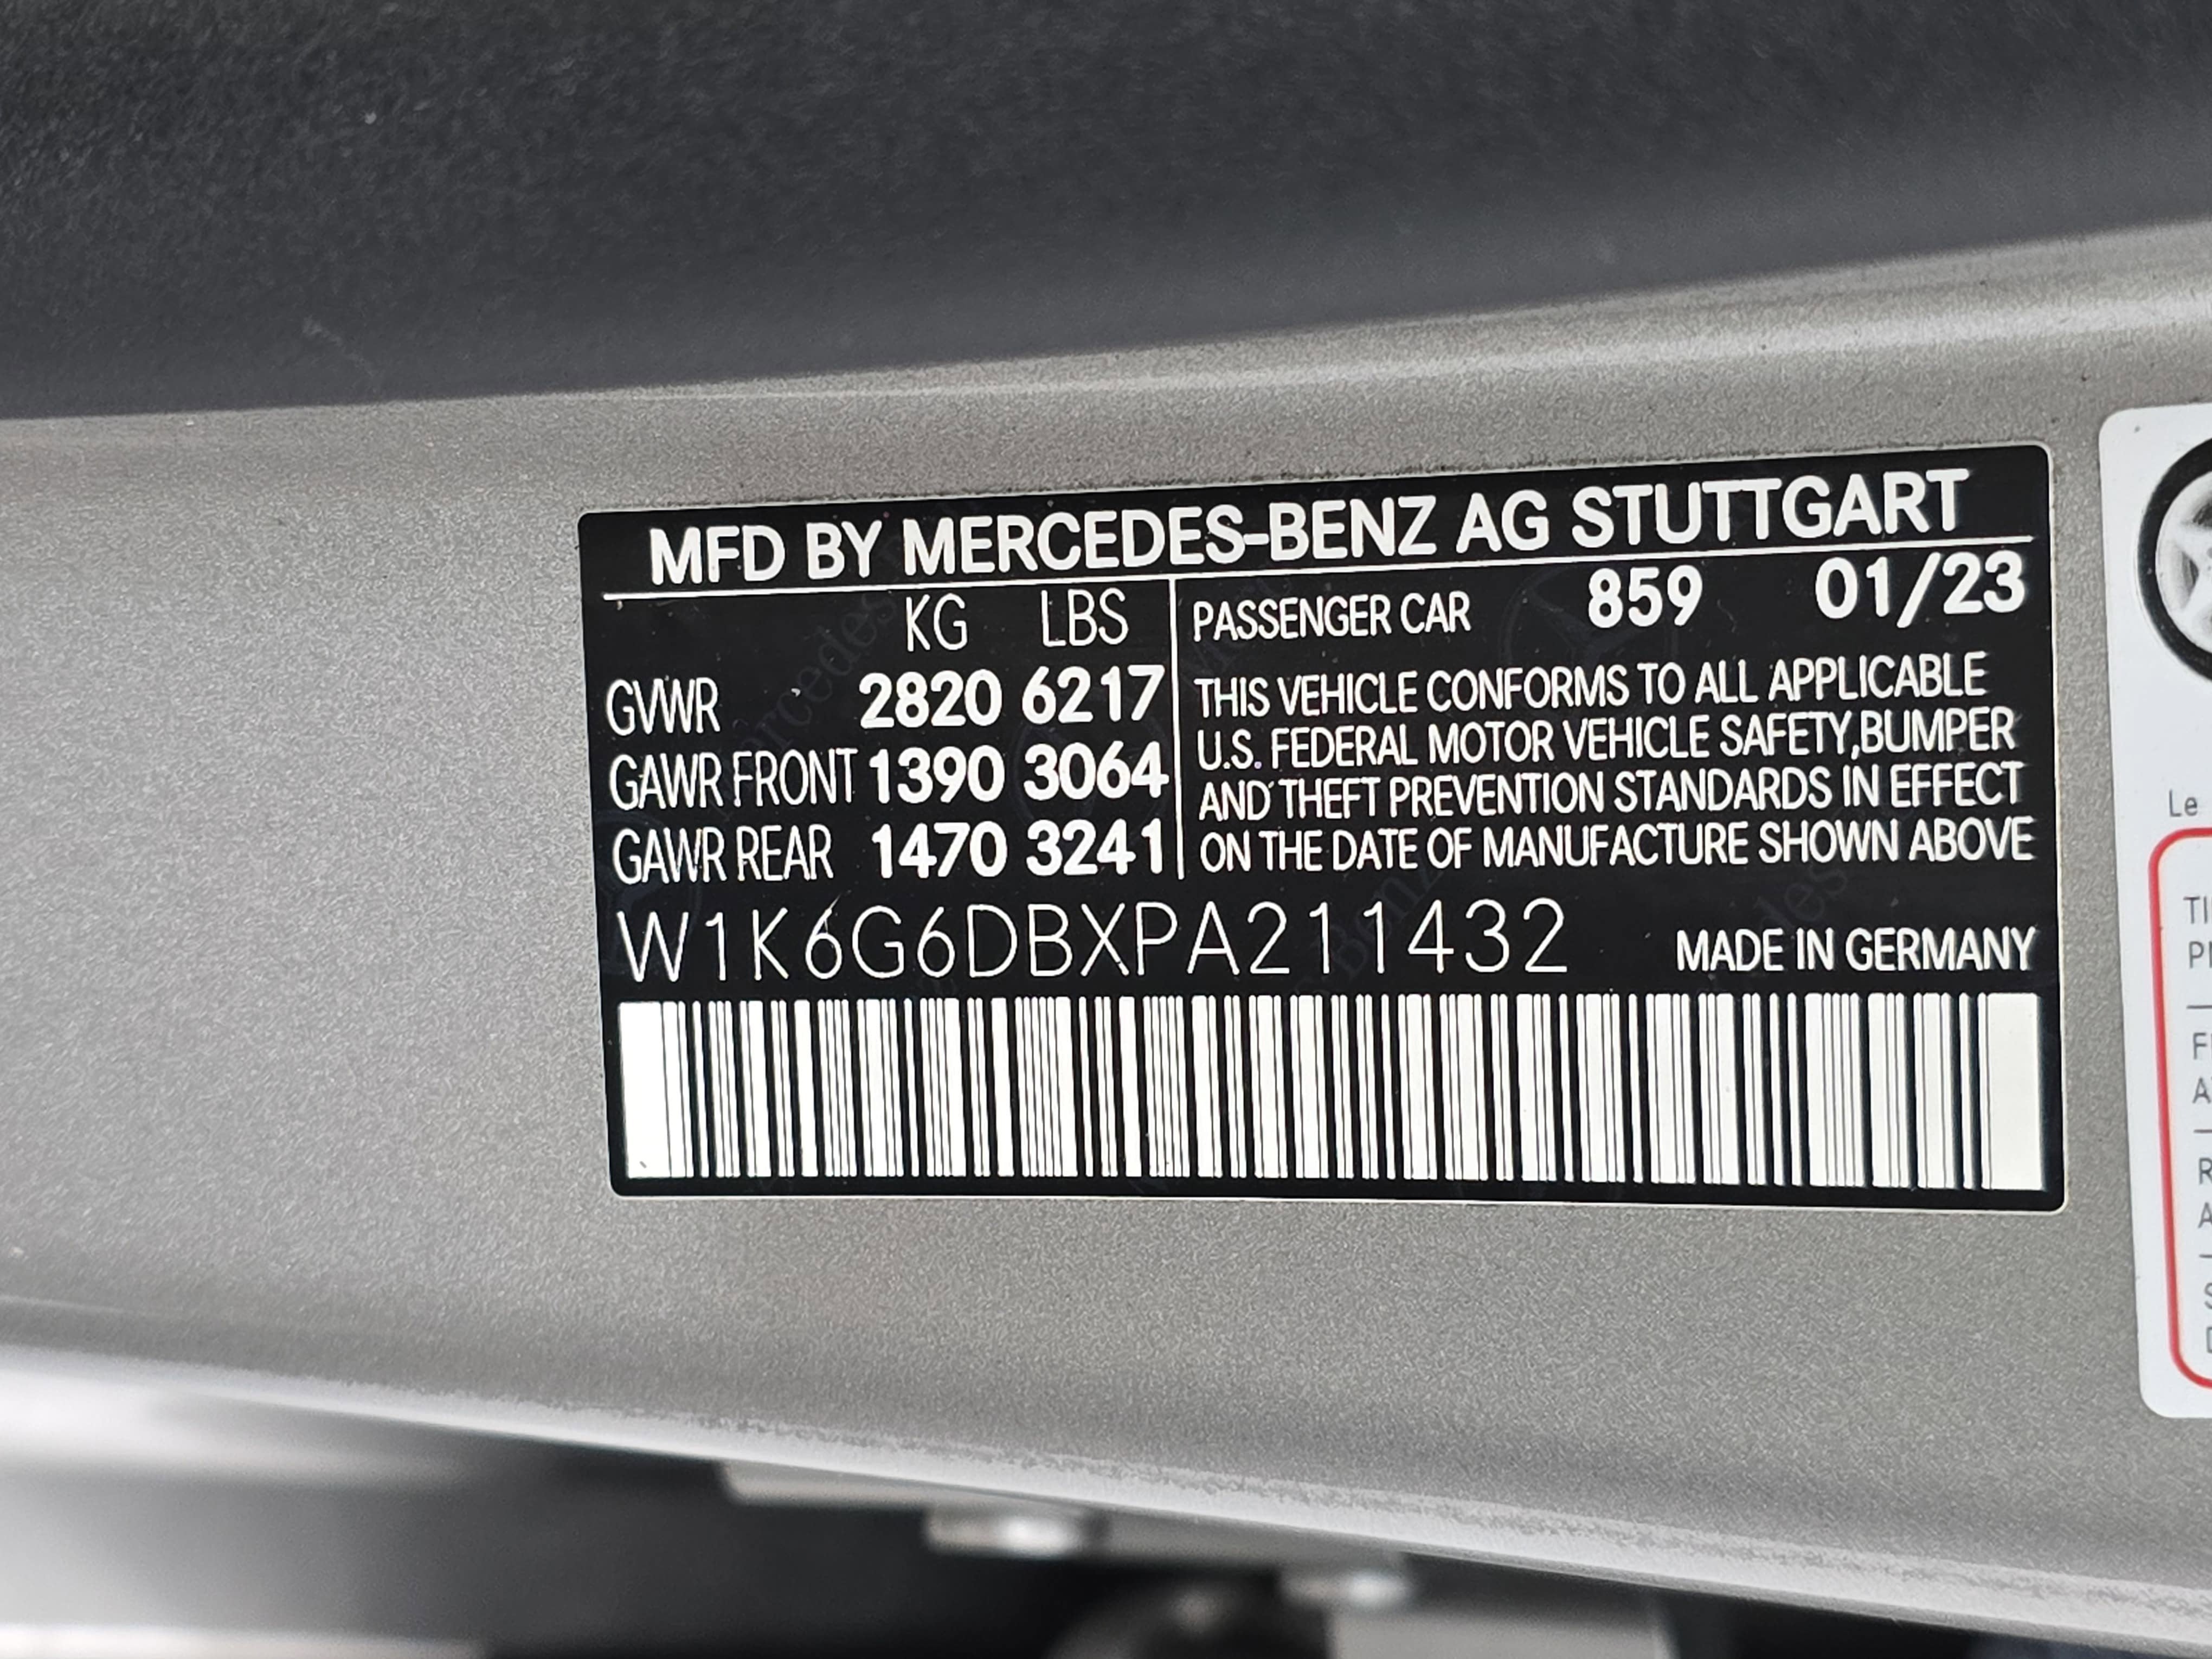 MFD BY MERCEDES-BENZ AG STUTTGART
KG LBS
GVWR 2820 6217
GAWR FRONT 1390 3064
GAWR REAR 1470 3241
PASSENGER CAR 859 01/23
THIS VEHICLE CONFORMS TO ALL APPLICABLE
U.S. FEDERAL MOTOR VEHICLE SAFETY,BUMPER
AND THEFT PREVENTION STANDARDS IN EFFECT
ON THE DATE OF MANUFACTURE SHOWN ABOVE
W1K6G6DBXPA211432 MADE IN GERMANY
Le